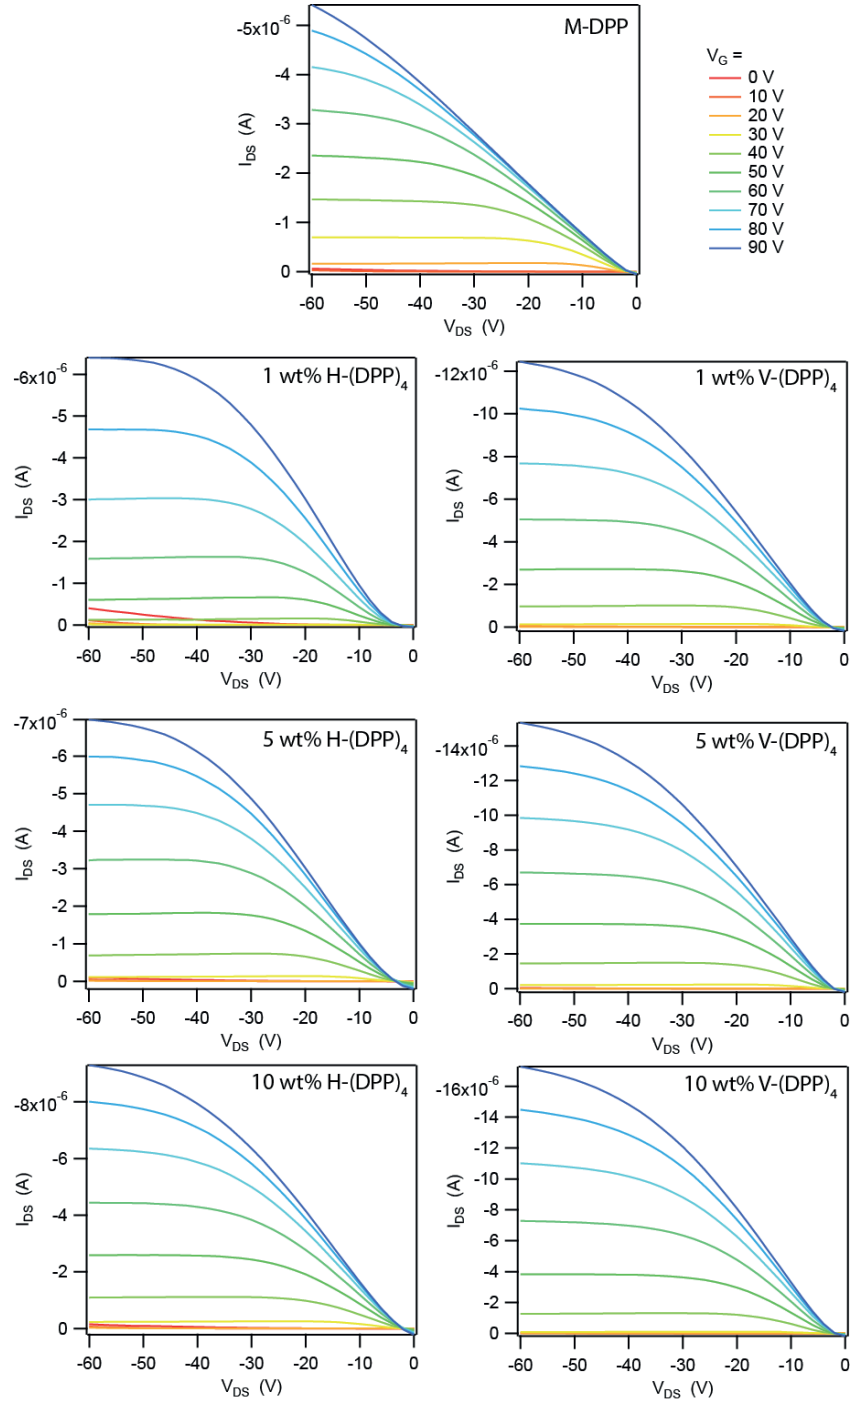 M-DPP
-5x10⁻⁶
-4
-3
-2
-1
0
I_DS (A)
-60 -50 -40 -30 -20 -10 0
V_DS (V)
V_G =
0 V
10 V
20 V
30 V
40 V
50 V
60 V
70 V
80 V
90 V
1 wt% H-(DPP)₄
-6x10⁻⁶
-5
-4
-3
-2
-1
0
I_DS (A)
-60 -50 -40 -30 -20 -10 0
V_DS (V)
1 wt% V-(DPP)₄
-12x10⁻⁶
-10
-8
-6
-4
-2
0
I_DS (A)
-60 -50 -40 -30 -20 -10 0
V_DS (V)
5 wt% H-(DPP)₄
-7x10⁻⁶
-6
-5
-4
-3
-2
-1
0
I_DS (A)
-60 -50 -40 -30 -20 -10 0
V_DS (V)
5 wt% V-(DPP)₄
-14x10⁻⁶
-12
-10
-8
-6
-4
-2
0
I_DS (A)
-60 -50 -40 -30 -20 -10 0
V_DS (V)
10 wt% H-(DPP)₄
-8x10⁻⁶
-6
-4
-2
0
I_DS (A)
-60 -50 -40 -30 -20 -10 0
V_DS (V)
10 wt% V-(DPP)₄
-16x10⁻⁶
-14
-12
-10
-8
-6
-4
-2
0
I_DS (A)
-60 -50 -40 -30 -20 -10 0
V_DS (V)